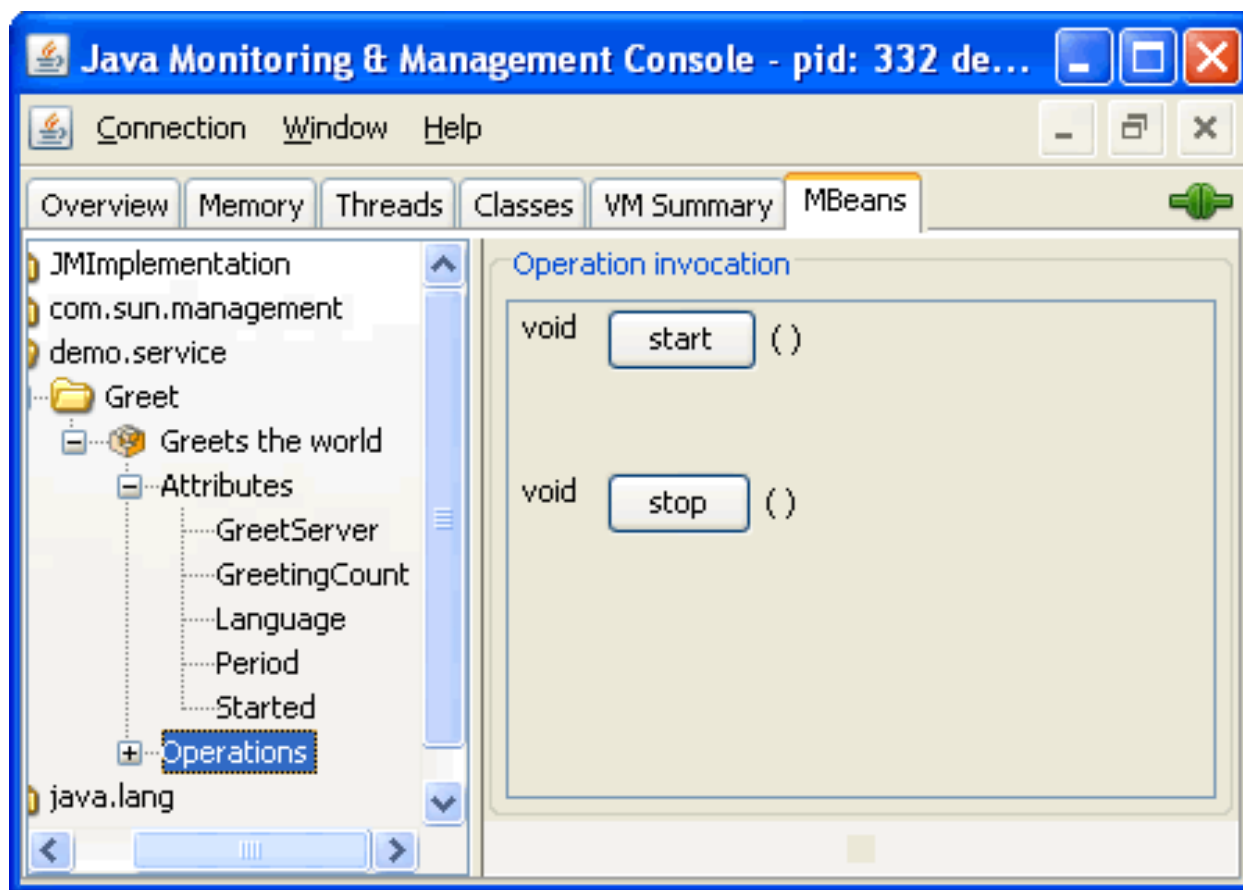 Java Monitoring & Management Console - pid: 332 de...
Connection Window Help
Overview Memory Threads Classes VM Summary MBeans
JMImplementation
com.sun.management
demo.service
Greet
Greets the world
Attributes
GreetServer
GreetingCount
Language
Period
Started
Operations
java.lang
Operation invocation
void start ()
void stop ()